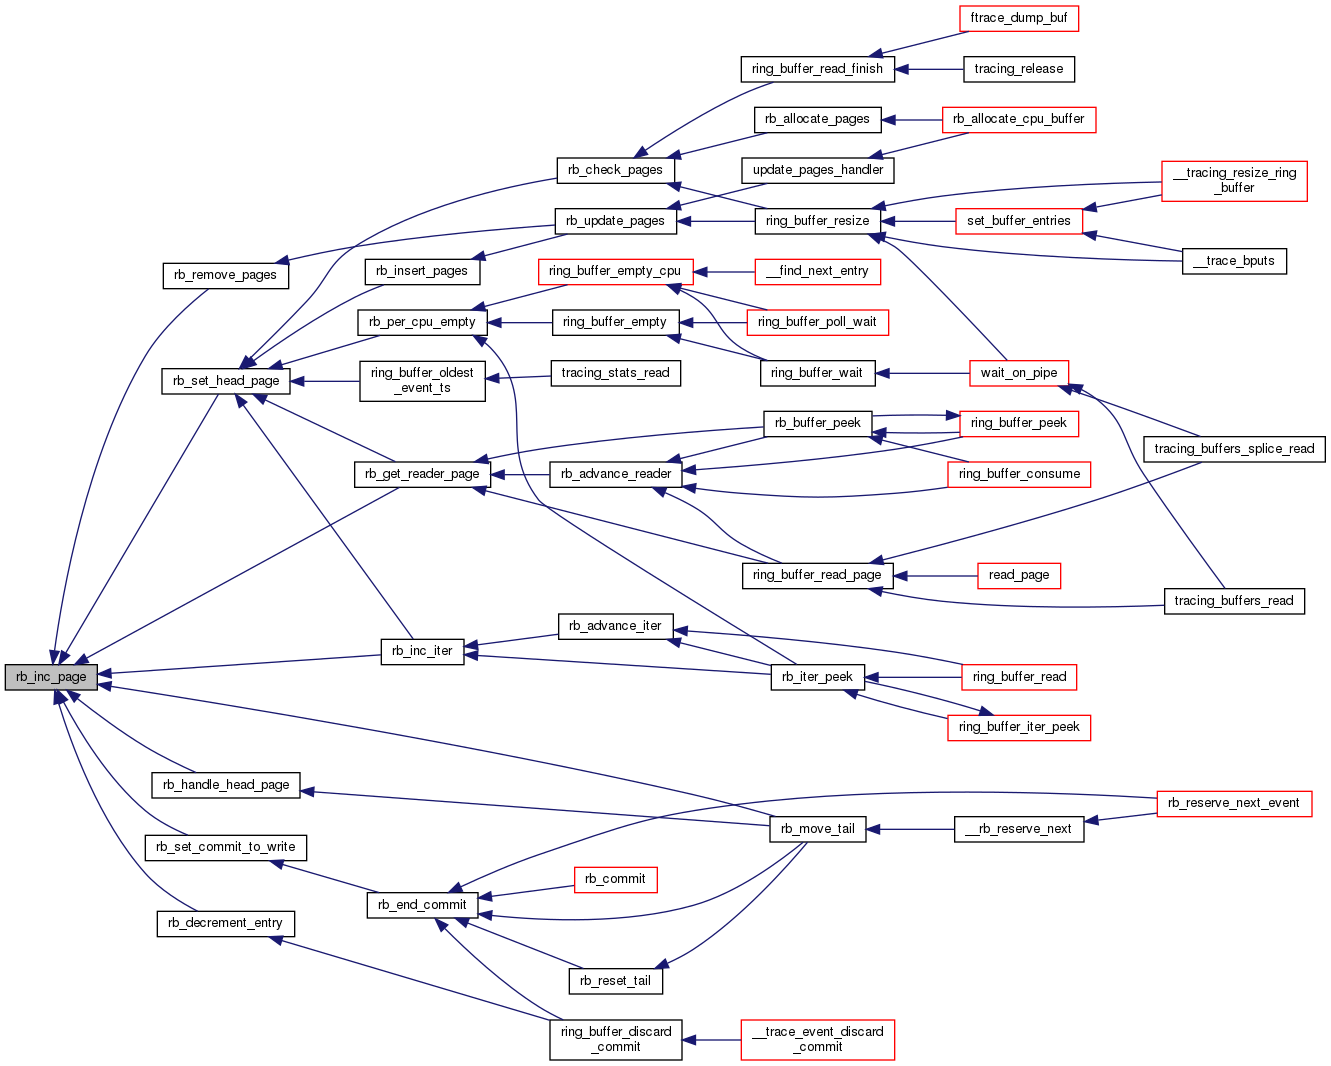 ftrace_dump_buf
ring_buffer_read_finish
tracing_release
rb_allocate_pages
rb_allocate_cpu_buffer
rb_check_pages
update_pages_handler
__tracing_resize_ring
_buffer
rb_update_pages
ring_buffer_resize
set_buffer_entries
__trace_bputs
rb_remove_pages
rb_insert_pages
ring_buffer_empty_cpu
__find_next_entry
rb_per_cpu_empty
ring_buffer_empty
ring_buffer_poll_wait
rb_set_head_page
ring_buffer_oldest
_event_ts
tracing_stats_read
ring_buffer_wait
wait_on_pipe
rb_buffer_peek
ring_buffer_peek
tracing_buffers_splice_read
rb_get_reader_page
rb_advance_reader
ring_buffer_consume
ring_buffer_read_page
read_page
tracing_buffers_read
rb_advance_iter
rb_inc_iter
rb_inc_page
rb_iter_peek
ring_buffer_read
ring_buffer_iter_peek
rb_handle_head_page
rb_reserve_next_event
rb_move_tail
__rb_reserve_next
rb_set_commit_to_write
rb_commit
rb_end_commit
rb_decrement_entry
rb_reset_tail
ring_buffer_discard
_commit
__trace_event_discard
_commit